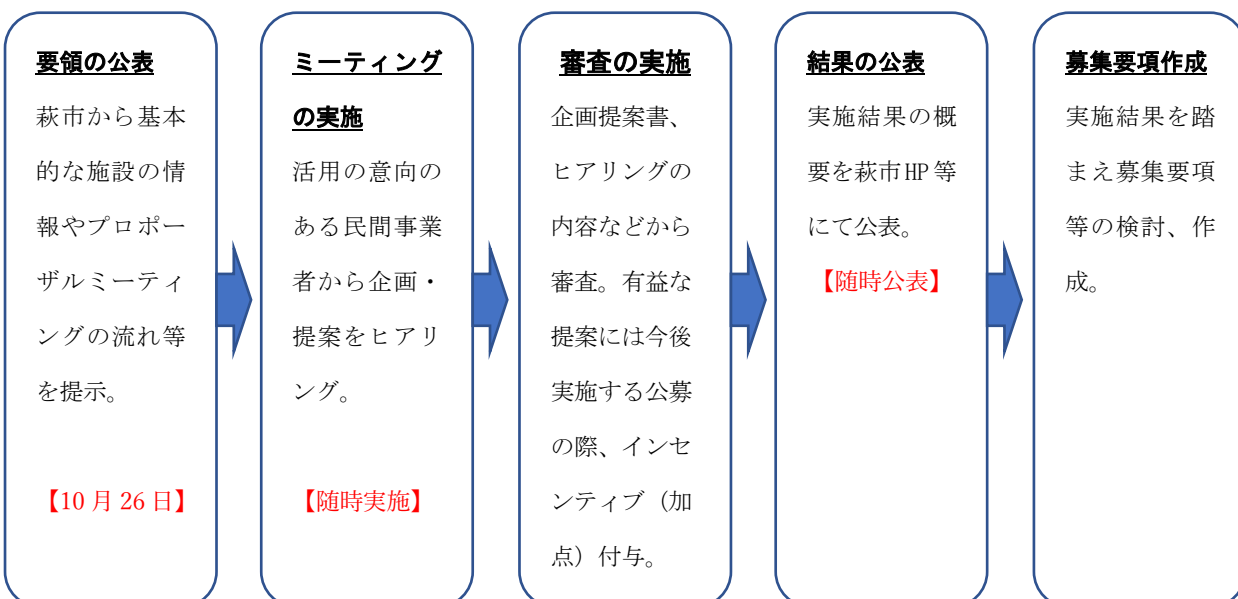 要領の公表
萩市から基本
的な施設の情
報やプロポー
ザルミーティ
ングの流れ等
を提示。
【10月26日】
ミーティング
の実施
活用の意向の
ある民間事業
者から企画・
提案をヒアリ
ング。
【随時実施】
審査の実施
企画提案書、
ヒアリングの
内容などから
審査。有益な
提案には今後
実施する公募
の際、インセ
ンティブ（加
点）付与。
結果の公表
実施結果の概
要を萩市HP等
にて公表。
【随時公表】
募集要項作成
実施結果を踏
まえ募集要項
等の検討、作
成。